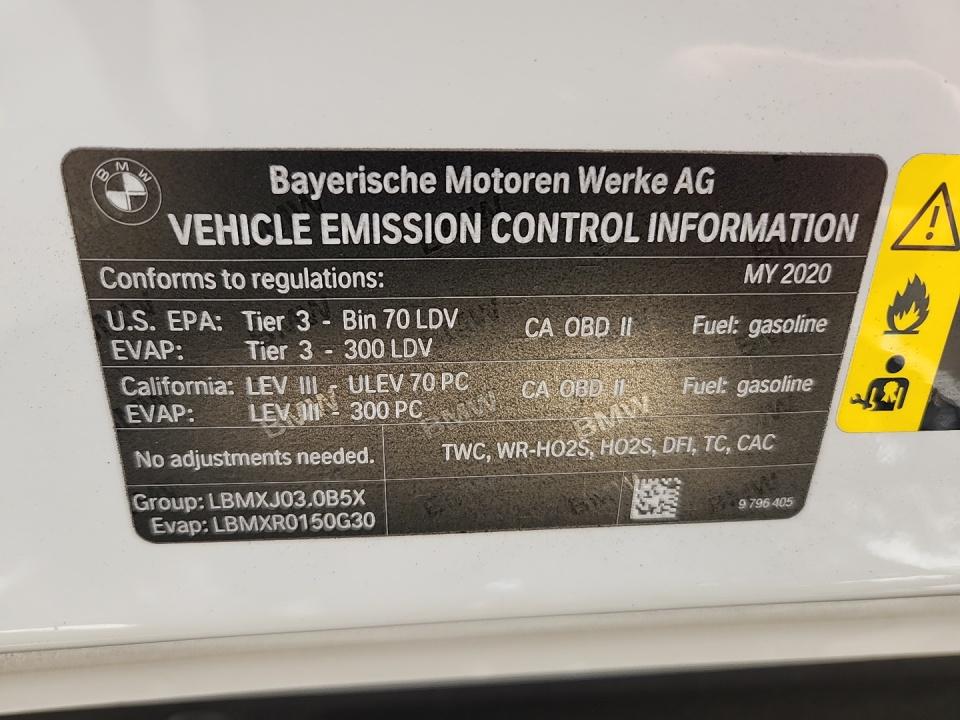 BMW
Bayerische Motoren Werke AG
VEHICLE EMISSION CONTROL INFORMATION
Conforms to regulations: MY 2020
U.S. EPA: Tier 3 - Bin 70 LDV CA OBD II Fuel: gasoline
EVAP: Tier 3 - 300 LDV
California: LEV III - ULEV 70 PC CA OBD II Fuel: gasoline
EVAP: LEV III - 300 PC
No adjustments needed. TWC, WR-HO2S, HO2S, DFI, TC, CAC
Group: LBMXJ03.0B5X
Evap: LBMXR0150G30
9 796 405